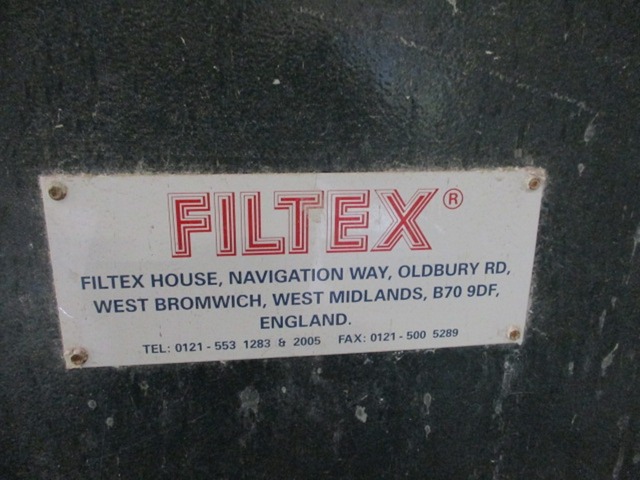 FILTEX®
FILTEX HOUSE, NAVIGATION WAY, OLDBURY RD,
WEST BROMWICH, WEST MIDLANDS, B70 9DF,
ENGLAND.
TEL: 0121 - 553 1283 & 2005 FAX: 0121 - 500 5289